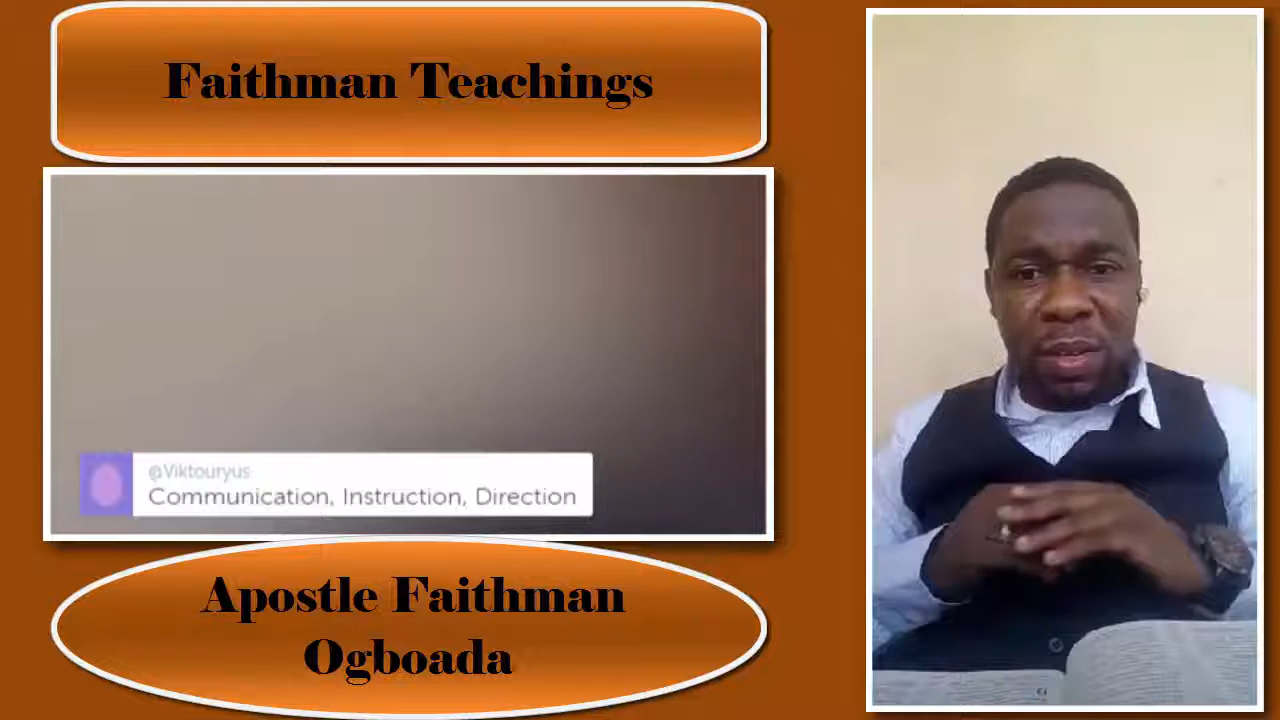 Faithman Teachings
@Viktouryus
Communication, Instruction, Direction
Apostle Faithman
Ogboada